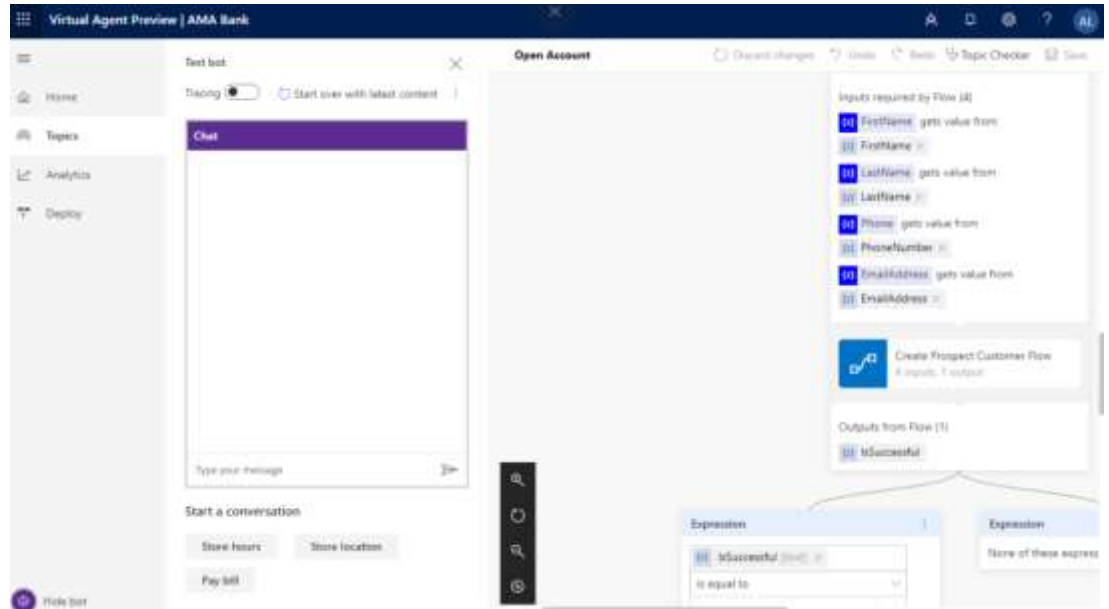 Virtual Agent Preview | AMA Bank
?
AL
Home
Topics
Analytics
Deploy
Hide bot
Test bot
Tracing
Start over with latest content
Chat
Type your message
Start a conversation
Store hours
Store location
Pay bill
Open Account
Discard changes
Undo
Redo
Topic Checker
Save
Inputs required by Flow (4)
{x} FirstName gets value from
{x} FirstName ×
{x} LastName gets value from
{x} LastName ×
{x} Phone gets value from
{x} PhoneNumber ×
{x} EmailAddress gets value from
{x} EmailAddress ×
Create Prospect Customer Flow
4 inputs, 1 output
Outputs from Flow (1)
{x} IsSuccessful
Expression
{x} IsSuccessful ×
is equal to
Expression
None of these express